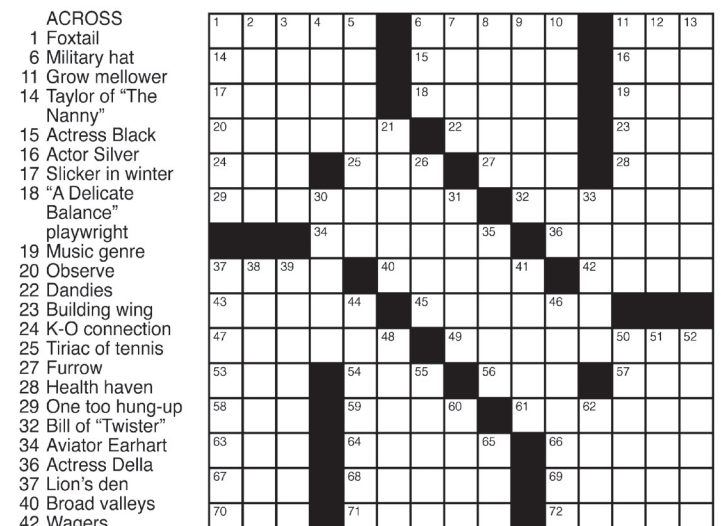 ACROSS
1 Foxtail
6 Military hat
11 Grow mellower
14 Taylor of “The
Nanny”
15 Actress Black
16 Actor Silver
17 Slicker in winter
18 “A Delicate
Balance”
playwright
19 Music genre
20 Observe
22 Dandies
23 Building wing
24 K-O connection
25 Tiriac of tennis
27 Furrow
28 Health haven
29 One too hung-up
32 Bill of “Twister”
34 Aviator Earhart
36 Actress Della
37 Lion’s den
40 Broad valleys
42 Wagers
1 2 3 4 5 6 7 8 9 10 11 12 13
14 15 16
17 18 19
20 21 22 23
24 25 26 27 28
29 30 31 32 33
34 35 36
37 38 39 40 41 42
43 44 45 46
47 48 49 50 51 52
53 54 55 56 57
58 59 60 61 62
63 64 65 66
67 68 69
70 71 72